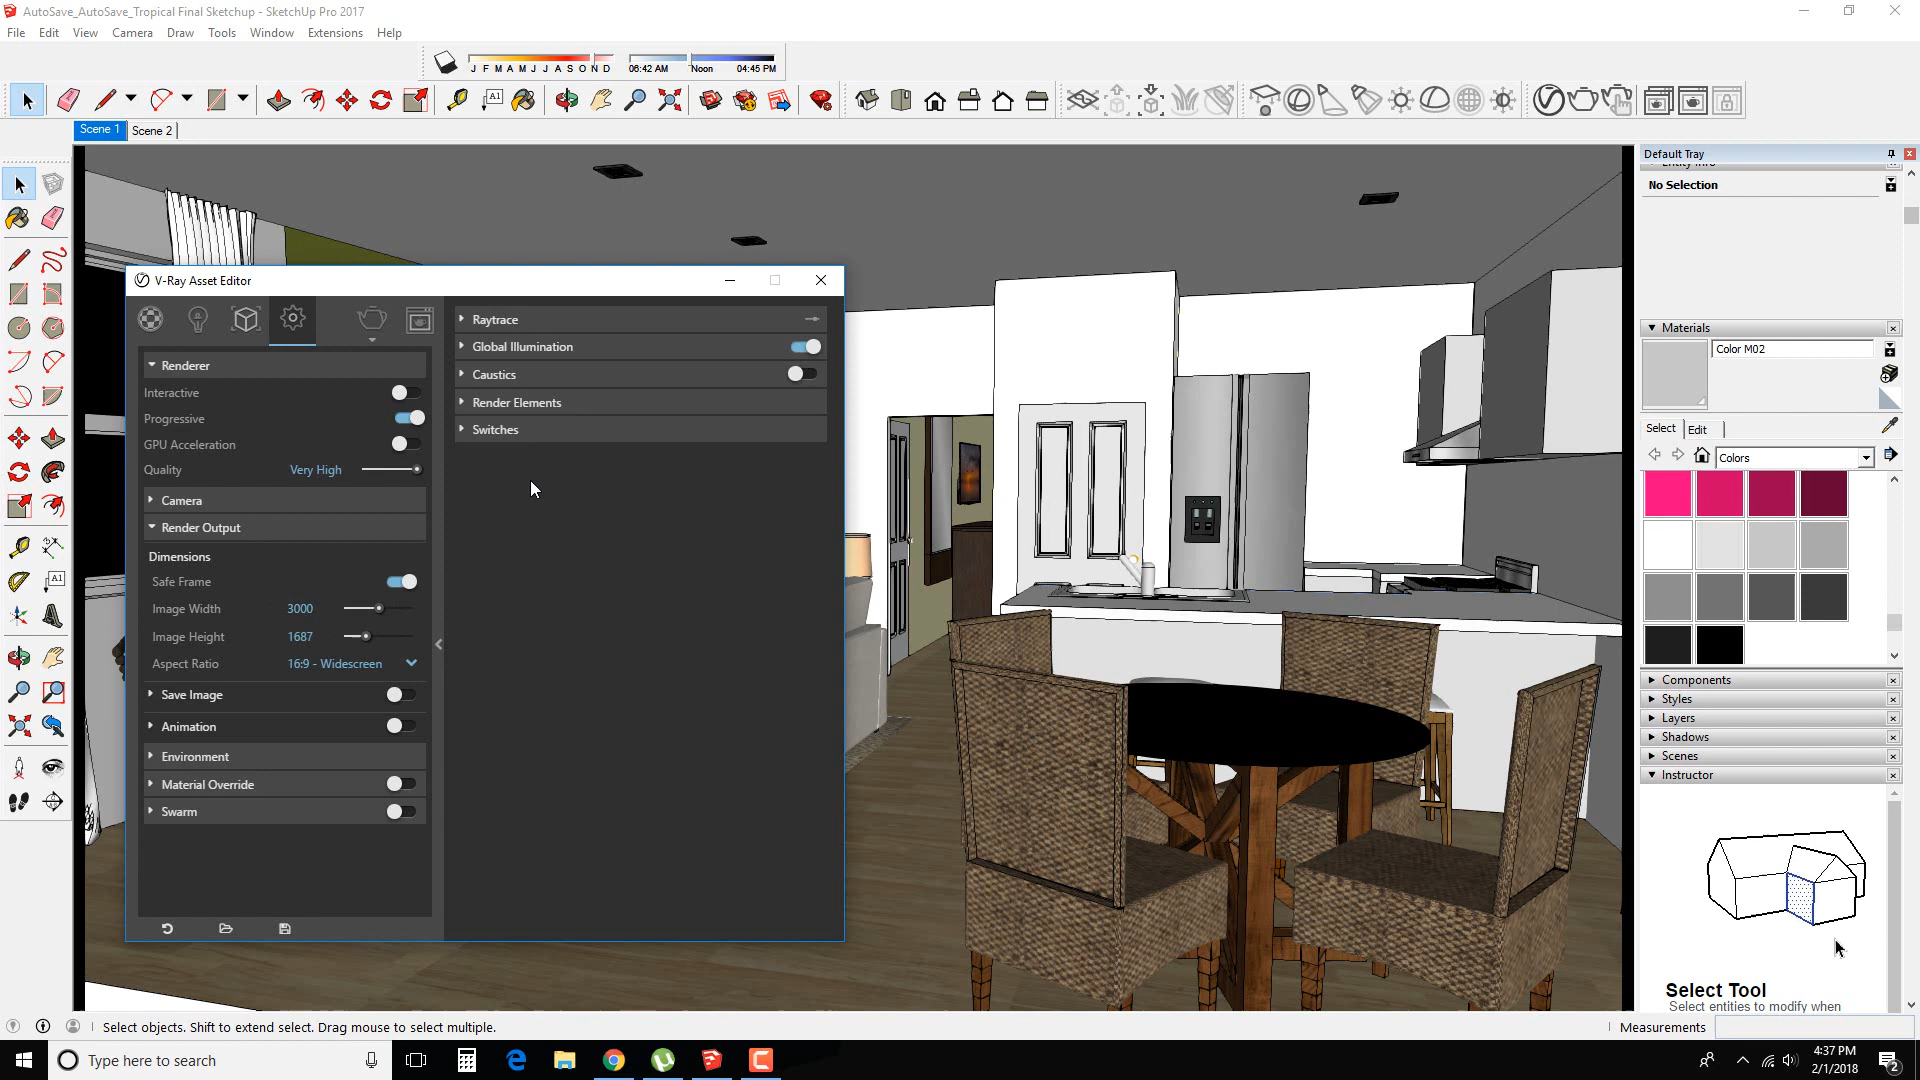 AutoSave_AutoSave_Tropical Final Sketchup - SketchUp Pro 2017
File Edit View Camera Draw Tools Window Extensions Help
J F M A M J J A S O N D 06:42 AM Noon 04:45 PM
A1
Scene 1 Scene 2
Default Tray
Entity Info
No Selection
V-Ray Asset Editor
Renderer
Interactive
Progressive
GPU Acceleration
Quality Very High
Camera
Render Output
Dimensions
Safe Frame
Image Width 3000
Image Height 1687
Aspect Ratio 16:9 - Widescreen
Save Image
Animation
Environment
Material Override
Swarm
Raytrace
Global Illumination
Caustics
Render Elements
Switches
A1
Materials
Color M02
Select Edit
Colors
Components
Styles
Layers
Shadows
Scenes
Instructor
Select Tool
Select entities to modify when
Select objects. Shift to extend select. Drag mouse to select multiple.
Measurements
Type here to search
4:37 PM
2/1/2018
2